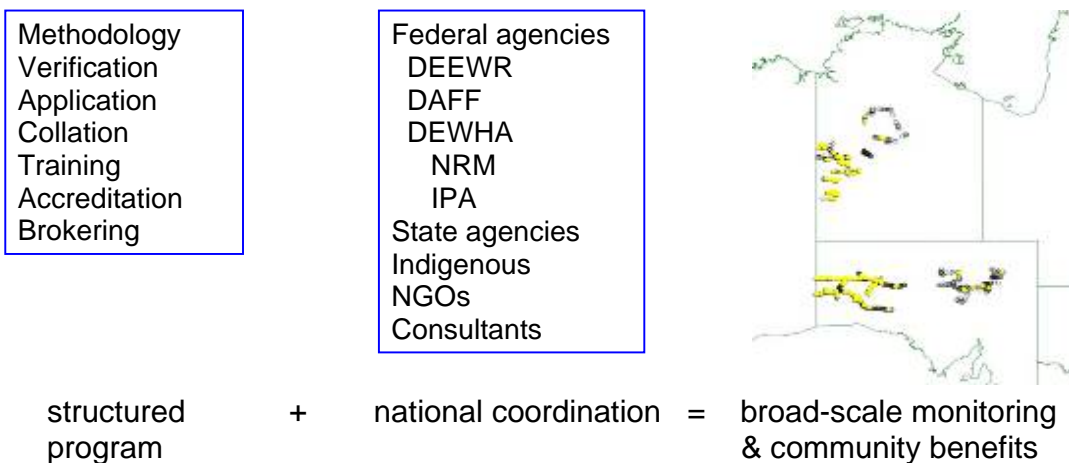 Methodology
Verification
Application
Collation
Training
Accreditation
Brokering
Federal agencies
DEEWR
DAFF
DEWHA
NRM
IPA
State agencies
Indigenous
NGOs
Consultants
structured + national coordination = broad-scale monitoring
program & community benefits